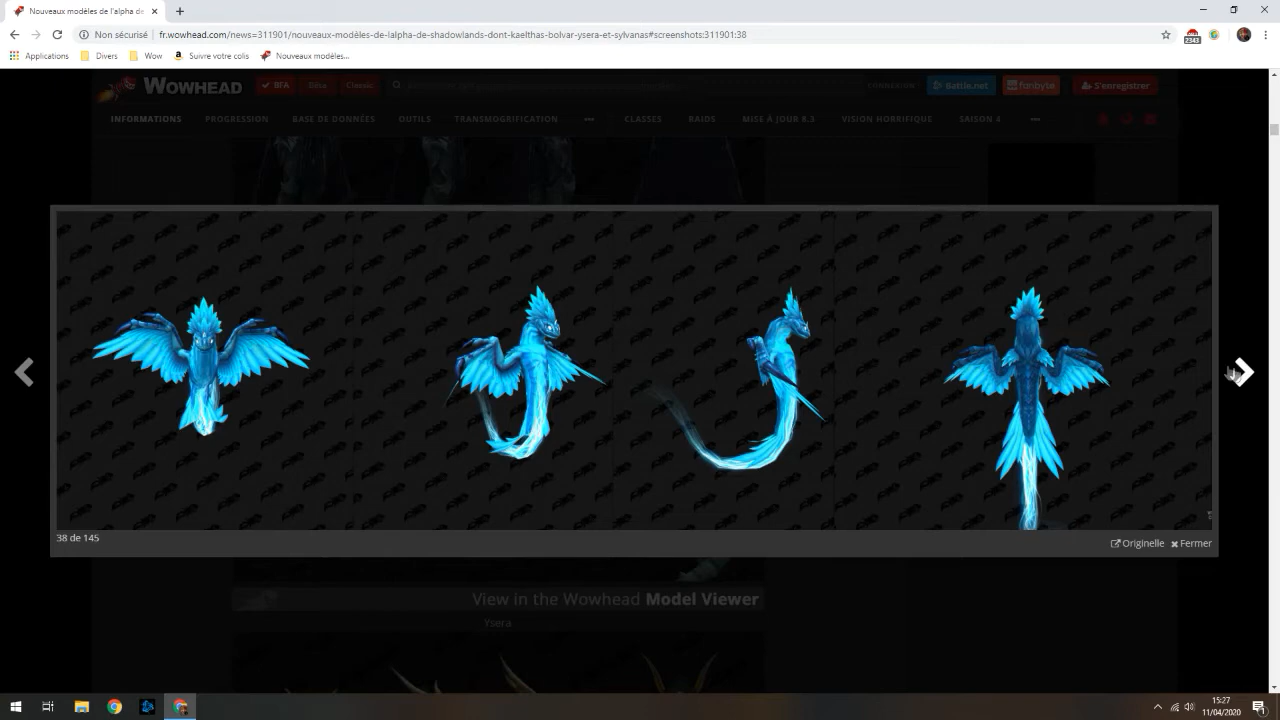 Nouveaux modèles de l'alpha de
Non sécurisé
fr.wowhead.com/news=311901/nouveaux-modèles-de-lalpha-de-shadowlands-dont-kaelthas-bolvar-ysera-et-sylvanas#screenshots:311901:38
2343
Applications
Divers
Wow
Suivre votre colis
Nouveaux modèles...
WOWHEAD
BFA
Classic
CONNEXION
Battle.net
S'enregistrer
INFORMATIONS
PROGRESSION
BASE DE DONNÉES
OUTILS
TRANSMOGRIFICATION
CLASSES
RAIDS
MISE À JOUR 8.3
VISION HORRIFIQUE
SAISON 4
38 de 145
Originelle
Fermer
View in the Wowhead Model Viewer
Ysera
15:27
11/04/2020
1